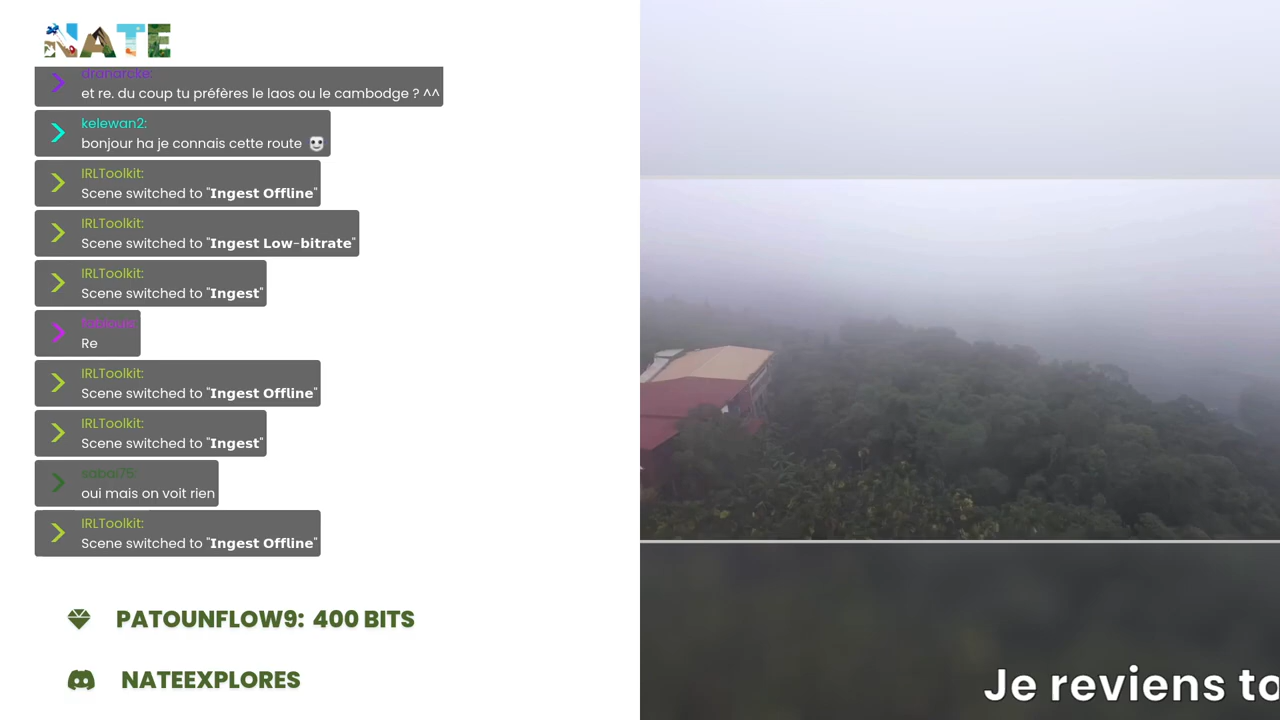 NATE
dranarcke:
et re. du coup tu préfères le laos ou le cambodge ? ^^
kelewan2:
bonjour ha je connais cette route
IRLToolkit:
Scene switched to "Ingest Offline"
IRLToolkit:
Scene switched to "Ingest Low-bitrate"
IRLToolkit:
Scene switched to "Ingest"
Re
IRLToolkit:
Scene switched to "Ingest Offline"
IRLToolkit:
Scene switched to "Ingest"
sabai75:
oui mais on voit rien
IRLToolkit:
Scene switched to "Ingest Offline"
PATOUNFLOW9: 400 BITS
NATEEXPLORES
Je reviens to